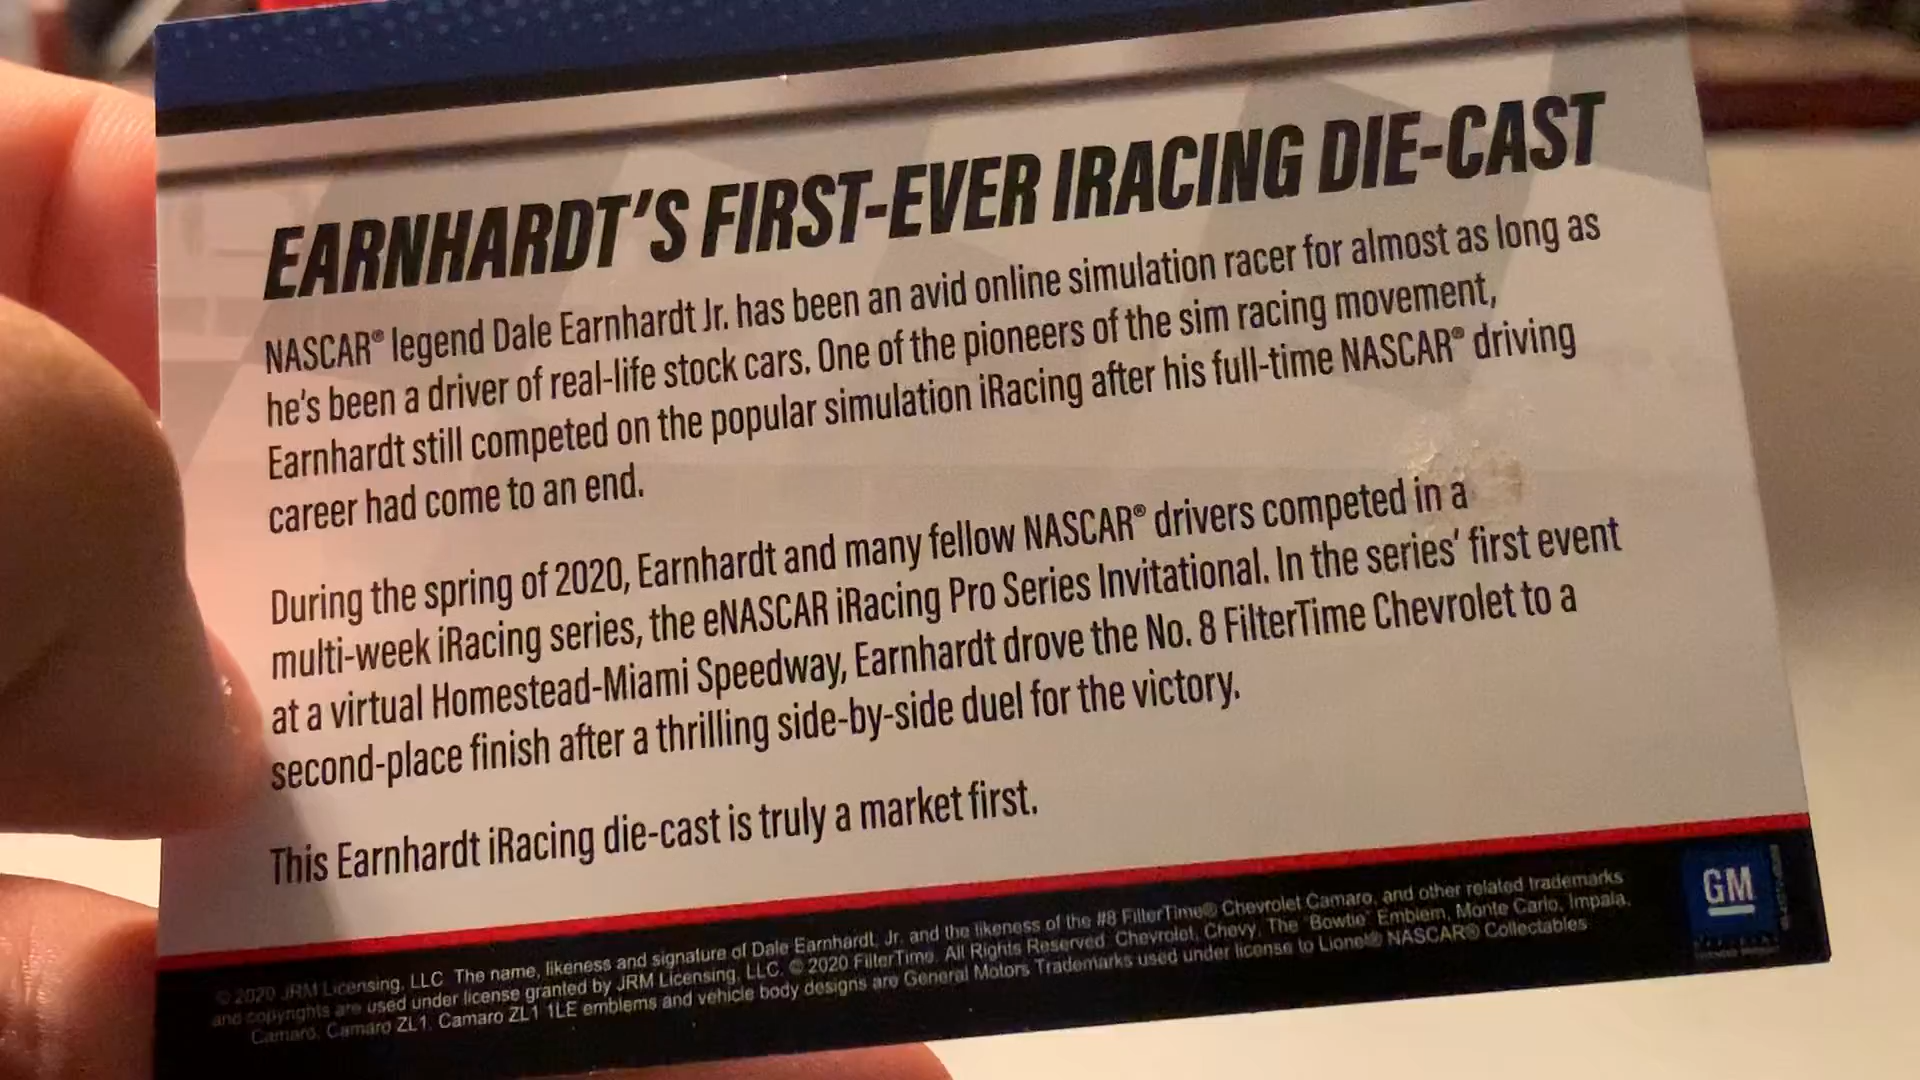 EARNHARDT'S FIRST-EVER IRACING DIE-CAST
NASCAR® legend Dale Earnhardt Jr. has been an avid online simulation racer for almost as long as
he's been a driver of real-life stock cars. One of the pioneers of the sim racing movement,
Earnhardt still competed on the popular simulation iRacing after his full-time NASCAR® driving
career had come to an end.
During the spring of 2020, Earnhardt and many fellow NASCAR® drivers competed in a
multi-week iRacing series, the eNASCAR iRacing Pro Series Invitational. In the series' first event
at a virtual Homestead-Miami Speedway, Earnhardt drove the No. 8 FilterTime Chevrolet to a
second-place finish after a thrilling side-by-side duel for the victory.
This Earnhardt iRacing die-cast is truly a market first.
© 2020 JRM Licensing, LLC The name, likeness and signature of Dale Earnhardt, Jr. and the likeness of the #8 FilterTime® Chevrolet Camaro, and other related trademarks
and copyrights are used under license granted by JRM Licensing, LLC. © 2020 FilterTime. All Rights Reserved. Chevrolet, Chevy, The "Bowtie" Emblem, Monte Carlo, Impala,
Camaro, Camaro ZL1, Camaro ZL1 1LE emblems and vehicle body designs are General Motors Trademarks used under license to Lionel® NASCAR® Collectables
GM